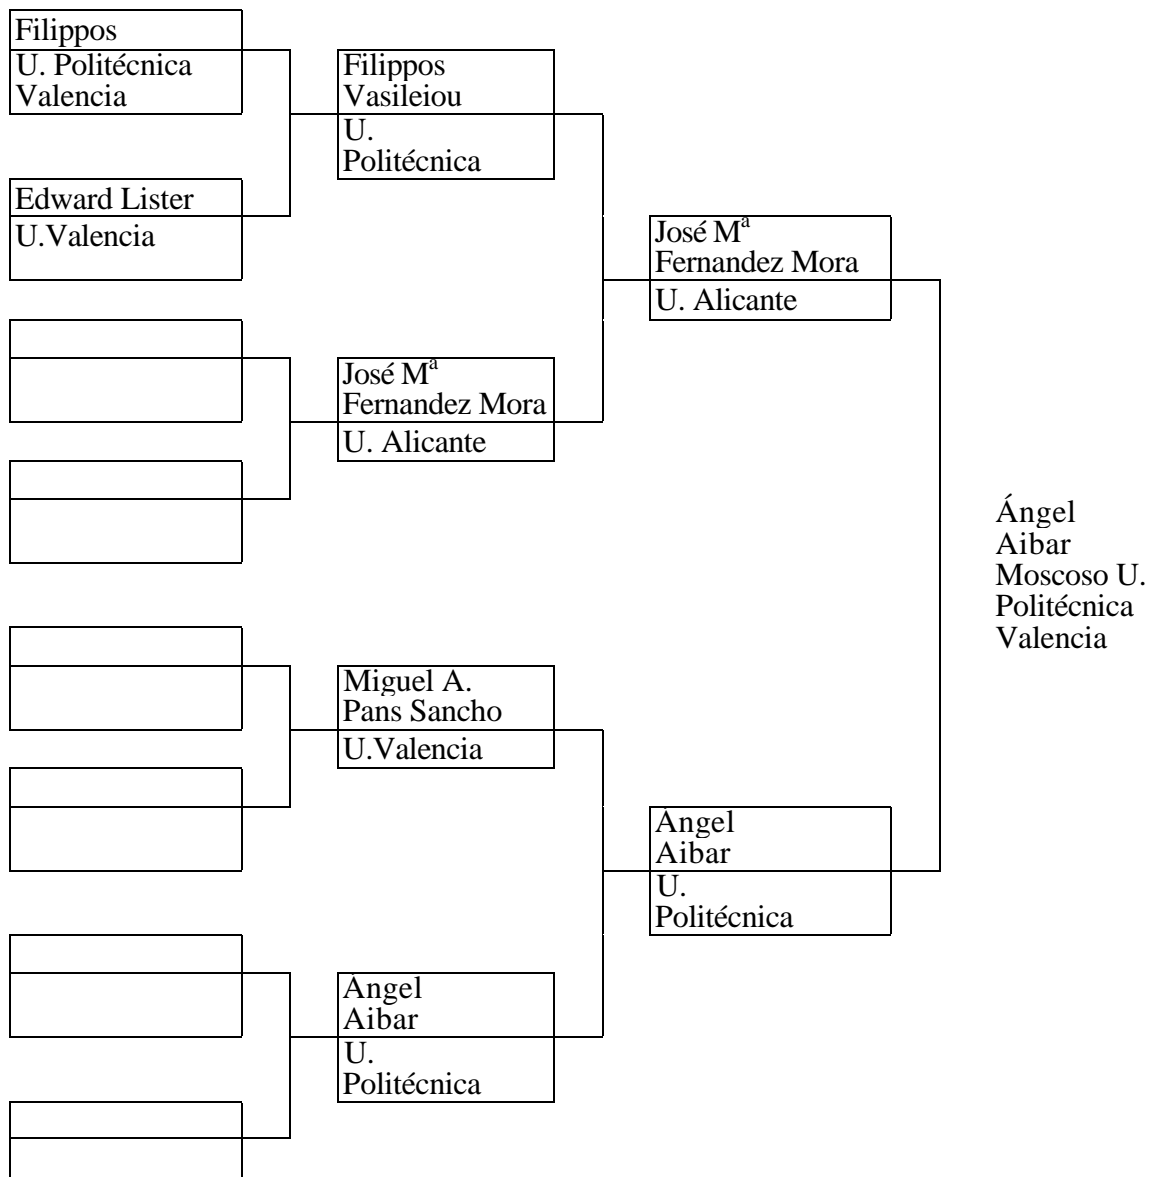 Filippos
U. Politécnica
Valencia
Edward Lister
U.Valencia
Filippos
Vasileiou
U.
Politécnica
José Mª
Fernandez Mora
U. Alicante
José Mª
Fernandez Mora
U. Alicante
Miguel A.
Pans Sancho
U.Valencia
Ángel
Aibar
U.
Politécnica
Ángel
Aibar
U.
Politécnica
Ángel
Aibar
Moscoso U.
Politécnica
Valencia